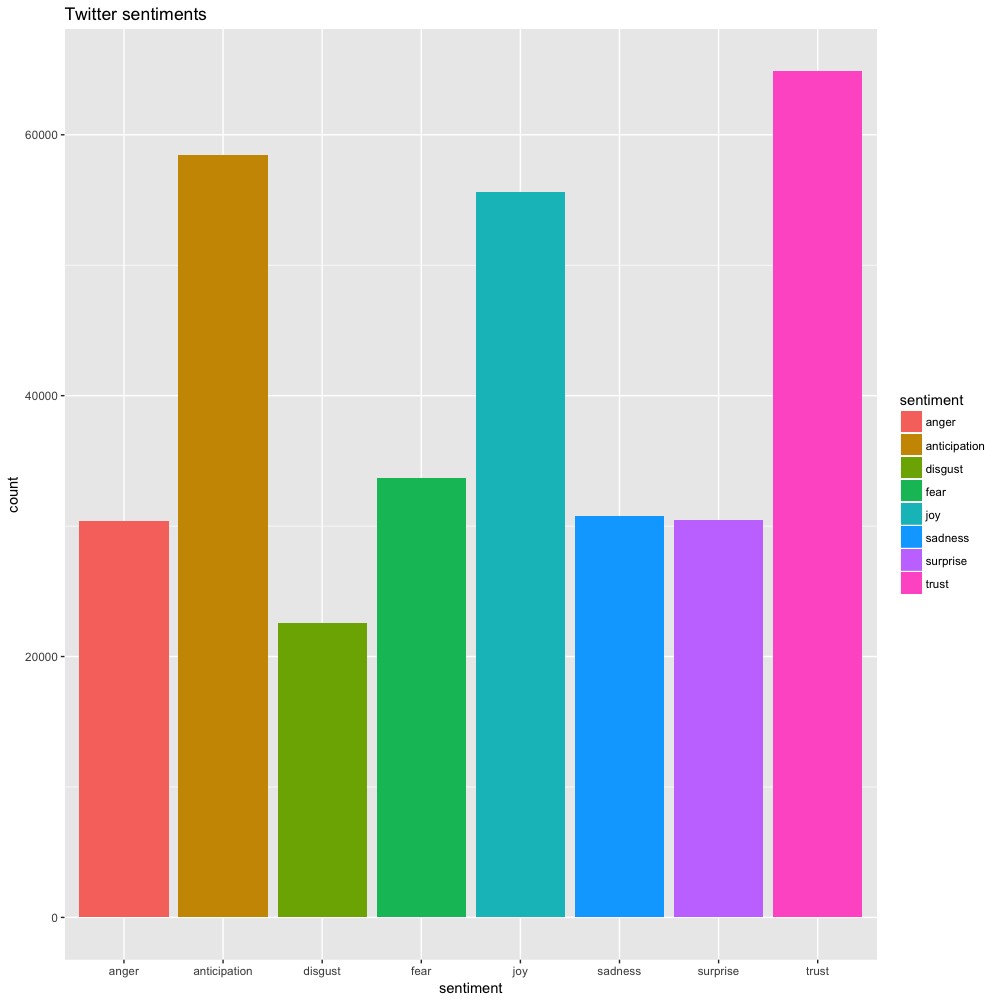 Twitter sentiments
count
60000
40000
20000
0
anger
anticipation
disgust
fear
joy
sadness
surprise
trust
sentiment
sentiment
anger
anticipation
disgust
fear
joy
sadness
surprise
trust